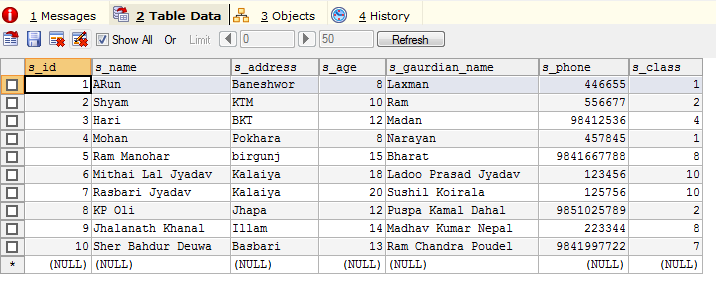 1 Messages 2 Table Data 3 Objects 4 History
Show All Or Limit 0 50 Refresh
s_id s_name s_address s_age s_gaurdian_name s_phone s_class
1 ARun Baneshwor 8 Laxman 446655 1
2 Shyam KTM 10 Ram 556677 2
3 Hari BKT 12 Madan 98412536 4
4 Mohan Pokhara 8 Narayan 457845 1
5 Ram Manohar birgunj 15 Bharat 9841667788 8
6 Mithai Lal Jyadav Kalaiya 18 Ladoo Prasad Jyadav 123456 10
7 Rasbari Jyadav Kalaiya 20 Sushil Koirala 125756 10
8 KP Oli Jhapa 12 Puspa Kamal Dahal 9851025789 2
9 Jhalanath Khanal Illam 14 Madhav Kumar Nepal 223344 8
10 Sher Bahdur Deuwa Basbari 13 Ram Chandra Poudel 9841997722 7
* (NULL) (NULL) (NULL) (NULL) (NULL) (NULL) (NULL)